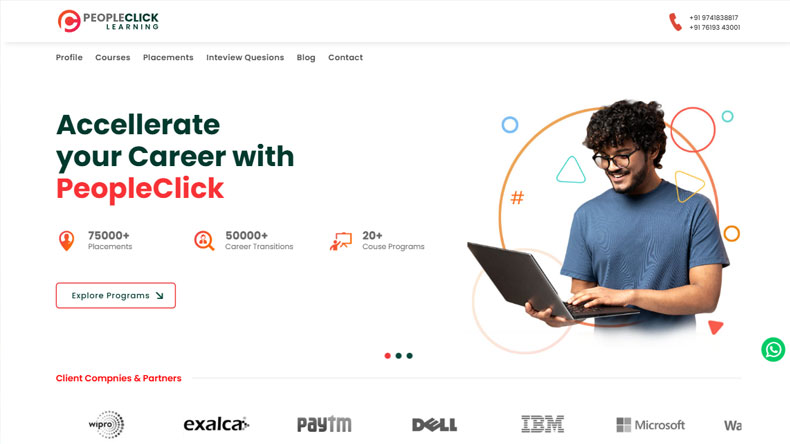 PEOPLECLICK
LEARNING
+91 9741838817
+91 76193 43001
Profile
Courses
Placements
Inteview Quesions
Blog
Contact
Accellerate
your Career with
PeopleClick
75000+
Placements
50000+
Career Transitions
20+
Couse Programs
#
Explore Programs
Client Compnies & Partners
wipro
exalca
paytm
DELL
IBM
Microsoft
Wa